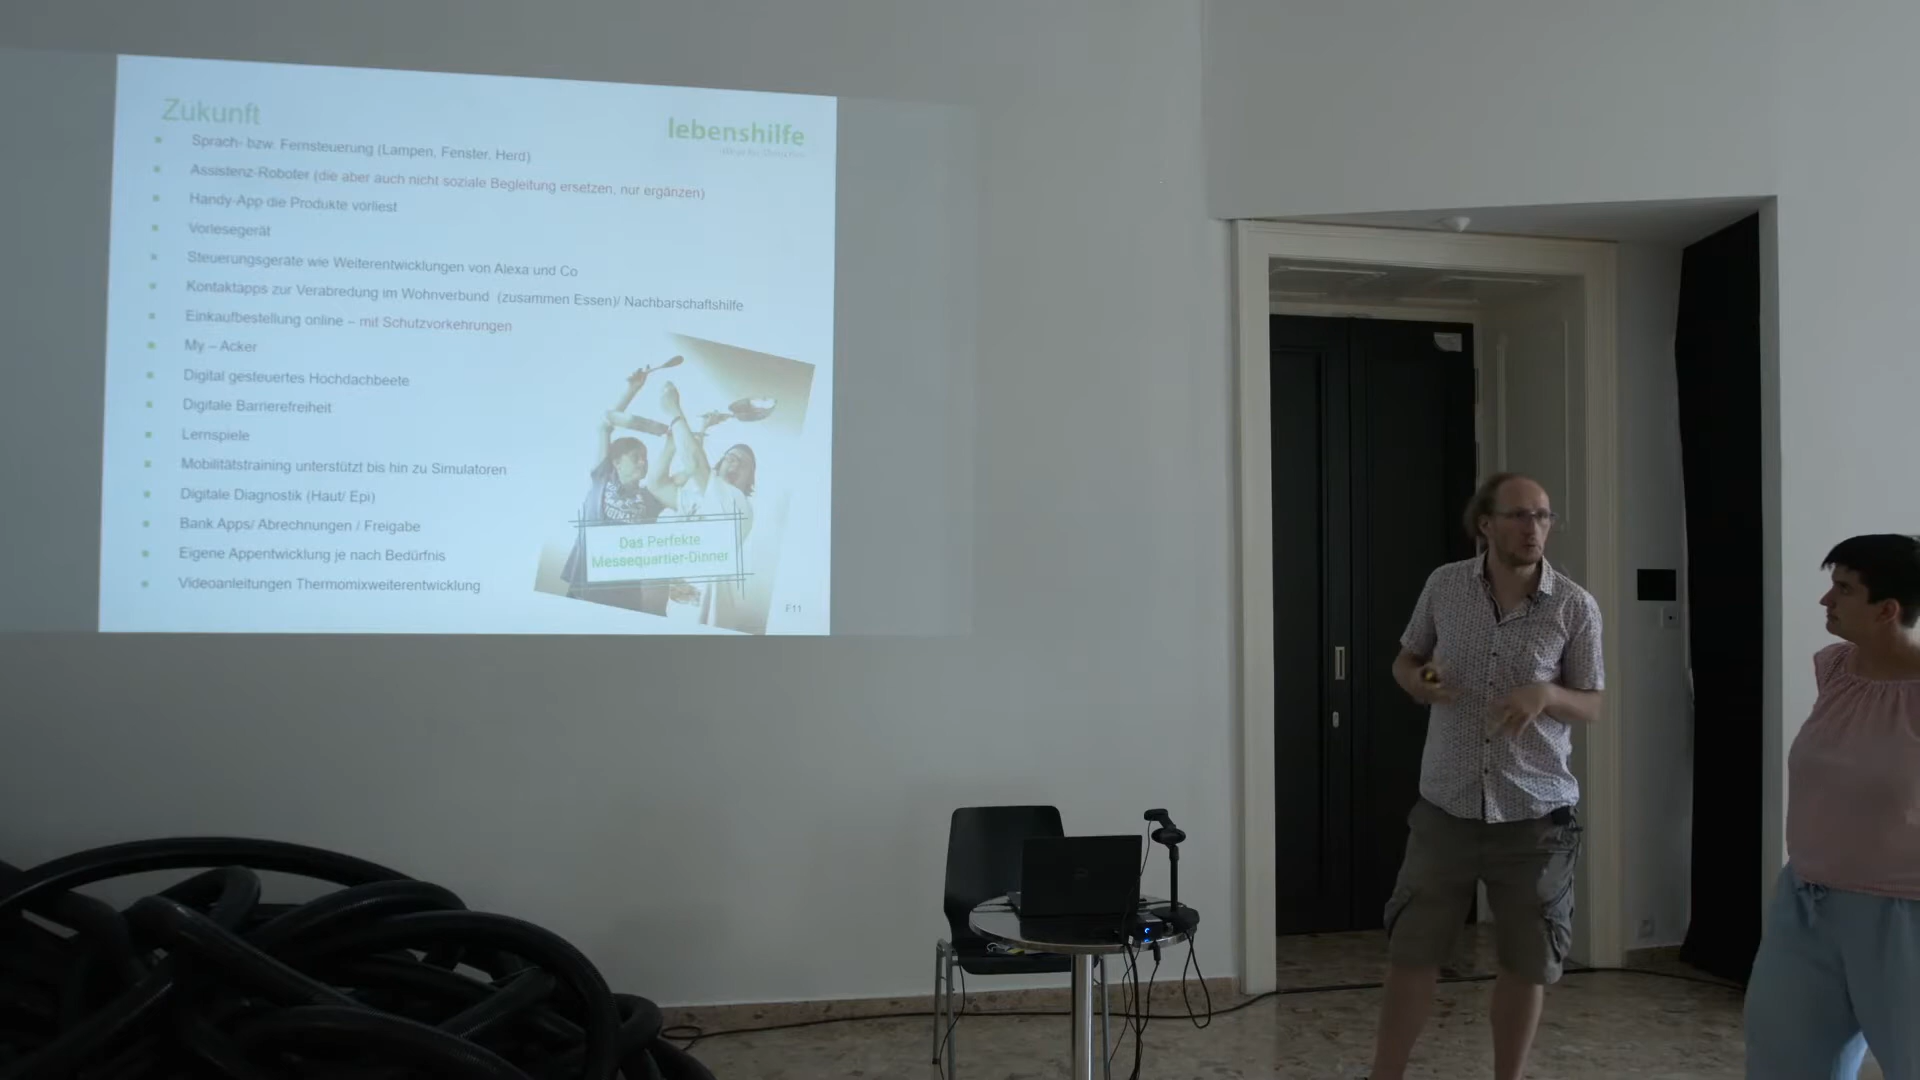 Zukunft
lebenshilfe
Sprach- bzw. Fernsteuerung (Lampen, Fenster, Herd)
Assistenz-Roboter (die aber auch nicht soziale Begleitung ersetzen, nur ergänzen)
Handy-App die Produkte vorliest
Vorlesegerät
Steuerungsgeräte wie Weiterentwicklungen von Alexa und Co
Kontaktapps zur Verabredung im Wohnverbund (zusammen Essen)/ Nachbarschaftshilfe
Einkaufbestellung online – mit Schutzvorkehrungen
My – Acker
Digital gesteuertes Hochdachbeete
Digitale Barrierefreiheit
Lernspiele
Mobilitätstraining unterstützt bis hin zu Simulatoren
Digitale Diagnostik (Haut/ Epi)
Bank Apps/ Abrechnungen / Freigabe
Eigene Appentwicklung je nach Bedürfnis
Videoanleitungen Thermomixweiterentwicklung
Das Perfekte
Messequartier-Dinner
F11